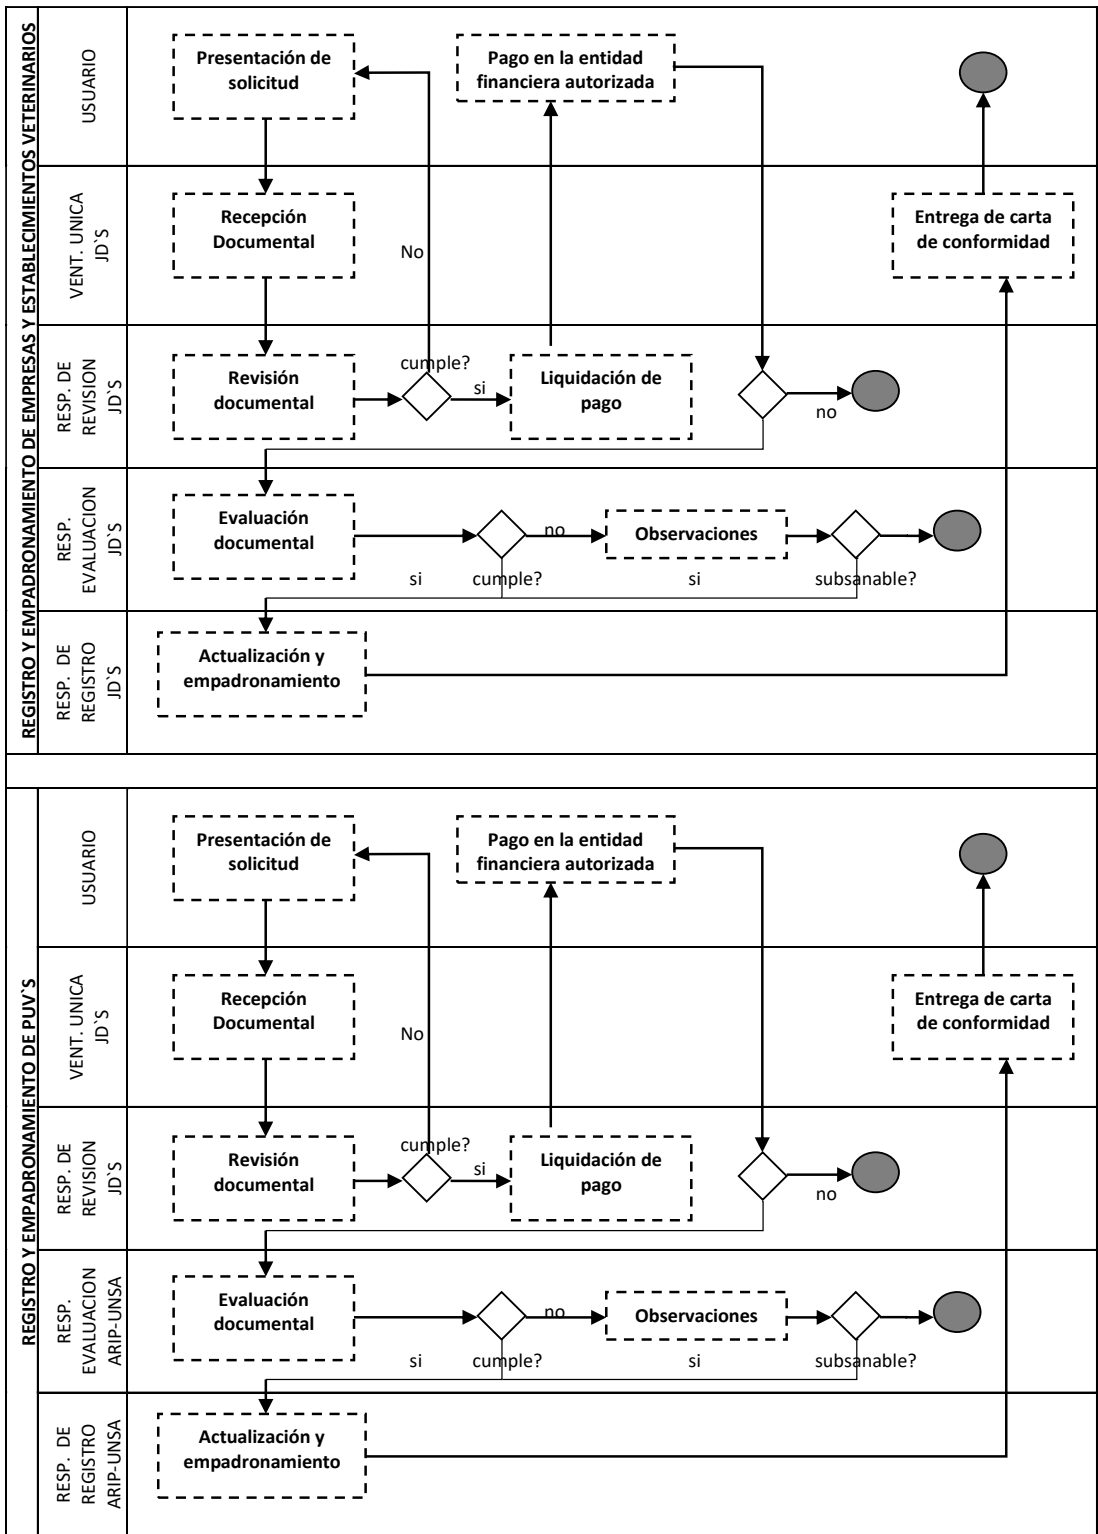 REGISTRO Y EMPADRONAMIENTO DE EMPRESAS Y ESTABLECIMIENTOS VETERINARIOS
USUARIO
Presentación de
solicitud
Pago en la entidad
financiera autorizada
VENT. UNICA
JD`S
Recepción
Documental
No
Entrega de carta
de conformidad
RESP. DE
REVISION
JD`S
Revisión
documental
cumple?
si
Liquidación de
pago
no
RESP.
EVALUACION
JD`S
Evaluación
documental
no
Observaciones
si
cumple?
si
subsanable?
RESP. DE
REGISTRO
JD`S
Actualización y
empadronamiento
REGISTRO Y EMPADRONAMIENTO DE PUV`S
USUARIO
Presentación de
solicitud
Pago en la entidad
financiera autorizada
VENT. UNICA
JD`S
Recepción
Documental
No
Entrega de carta
de conformidad
RESP. DE
REVISION
JD`S
Revisión
documental
cumple?
si
Liquidación de
pago
no
RESP.
EVALUACION
ARIP-UNSA
Evaluación
documental
no
Observaciones
si
cumple?
si
subsanable?
RESP. DE
REGISTRO
ARIP-UNSA
Actualización y
empadronamiento